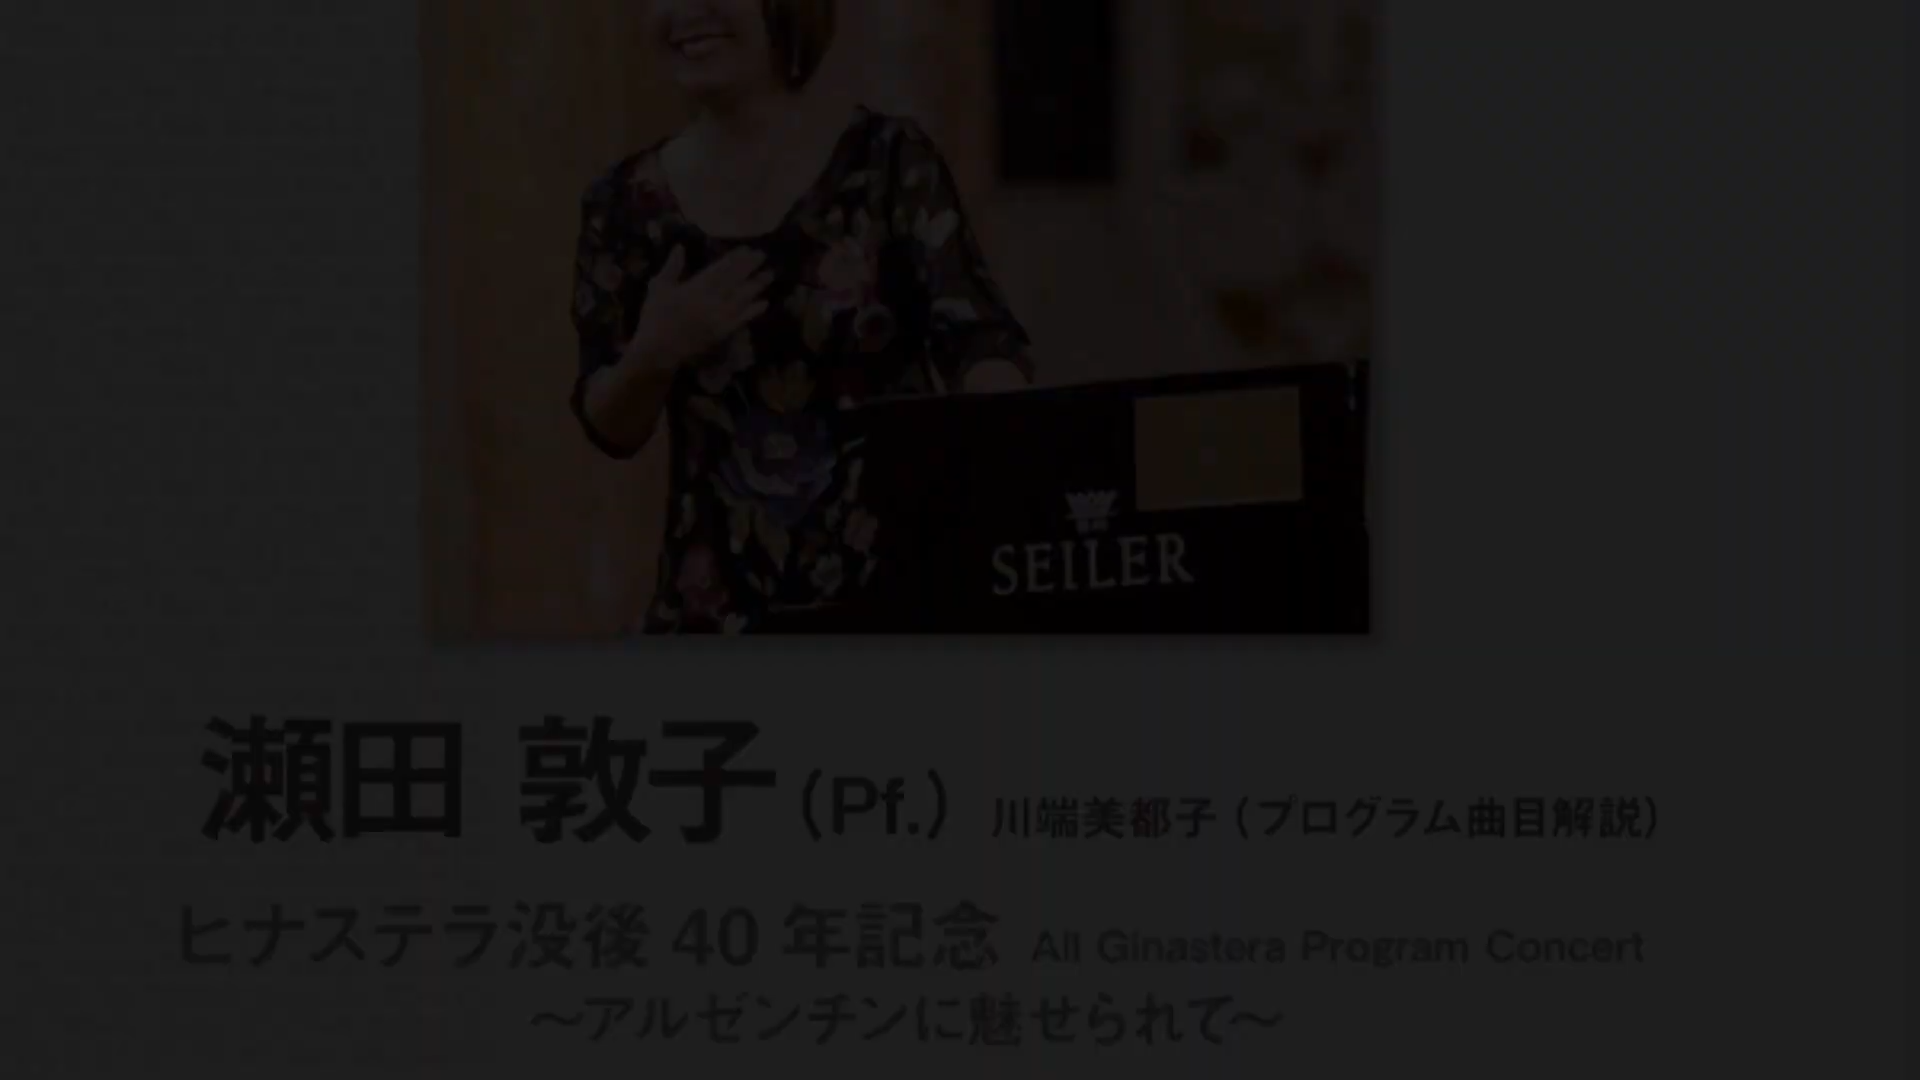 SEILER
瀬田 敦子 (Pf.) 川端美都子 (プログラム曲目解説)
ヒナステラ没後 40 年記念 All Ginastera Program Concert
～アルゼンチンに魅せられて～